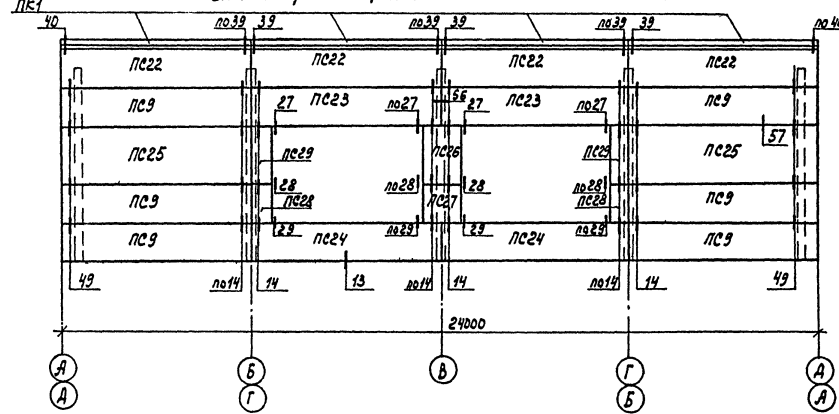 ПК1
40 по39 39 по39 39 по39 39 по40
ПС22 ПС22 ПС22 ПС22
ПС9 ПС23 56 ПС23 ПС9
27 по27 27 по27 57
ПС25 ПС29 ПС26 ПС29 ПС25
28 по28 28 по28
ПС9 ПС28 ПС27 ПС28 ПС9
29 по29 29 по29
ПС9 ПС24 ПС24 ПС9
49 по14 14 13 по14 14 по14 14 49
24000
А Б В Г Д
Д Г Б А